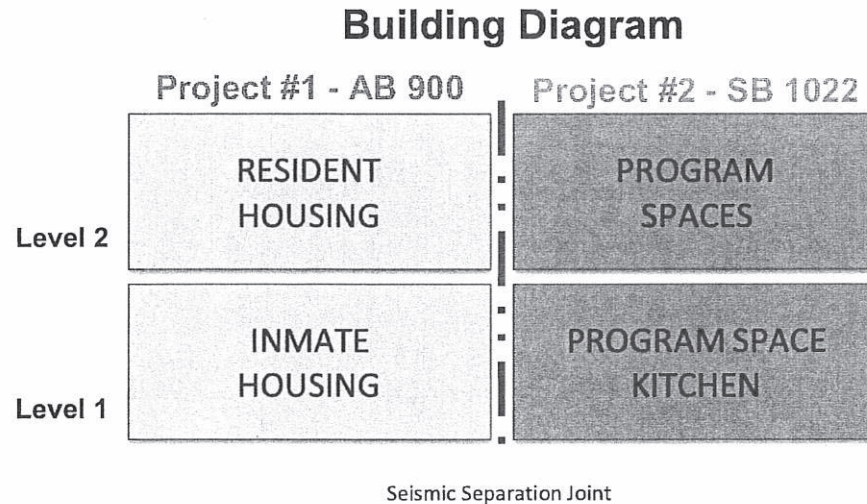 Building Diagram
Project #1 - AB 900
Project #2 - SB 1022
RESIDENT
HOUSING
PROGRAM
SPACES
Level 2
INMATE
HOUSING
PROGRAM SPACE
KITCHEN
Level 1
Seismic Separation Joint